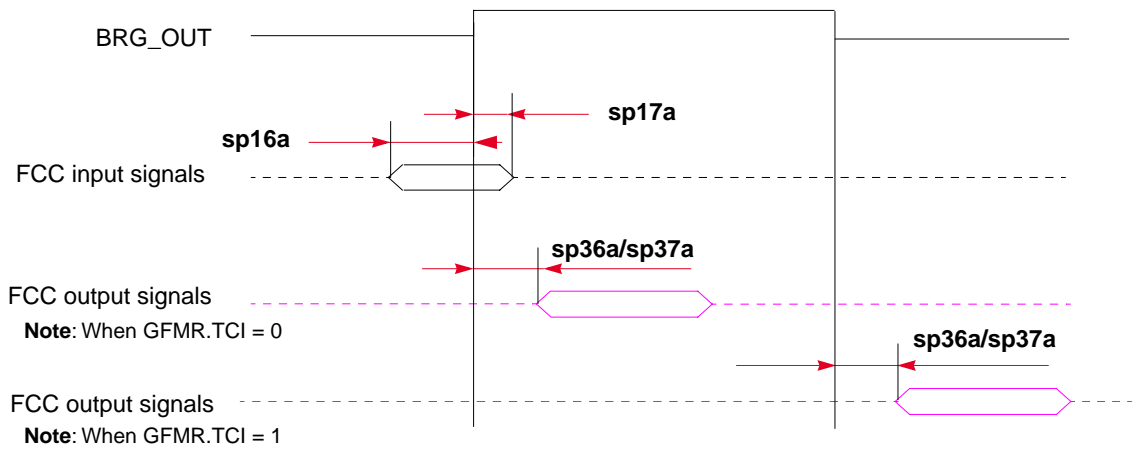 BRG_OUT
sp17a
sp16a
FCC input signals
sp36a/sp37a
FCC output signals
Note: When GFMR.TCI = 0
sp36a/sp37a
FCC output signals
Note: When GFMR.TCI = 1